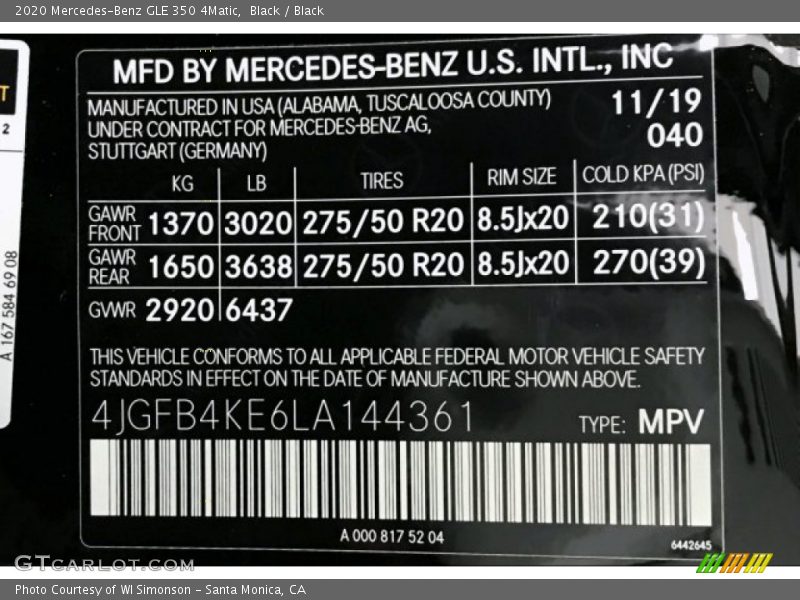 2020 Mercedes-Benz GLE 350 4Matic, Black / Black
MFD BY MERCEDES-BENZ U.S. INTL., INC
MANUFACTURED IN USA (ALABAMA, TUSCALOOSA COUNTY) 11/19
UNDER CONTRACT FOR MERCEDES-BENZ AG, 040
STUTTGART (GERMANY)
KG LB TIRES RIM SIZE COLD KPA (PSI)
GAWR FRONT 1370 3020 275/50 R20 8.5Jx20 210(31)
GAWR REAR 1650 3638 275/50 R20 8.5Jx20 270(39)
GVWR 2920 6437
THIS VEHICLE CONFORMS TO ALL APPLICABLE FEDERAL MOTOR VEHICLE SAFETY
STANDARDS IN EFFECT ON THE DATE OF MANUFACTURE SHOWN ABOVE.
4JGFB4KE6LA144361 TYPE: MPV
A 000 817 52 04
6442645
T
2
A 167 584 69 08
GTCARLOT.COM
Photo Courtesy of WI Simonson - Santa Monica, CA